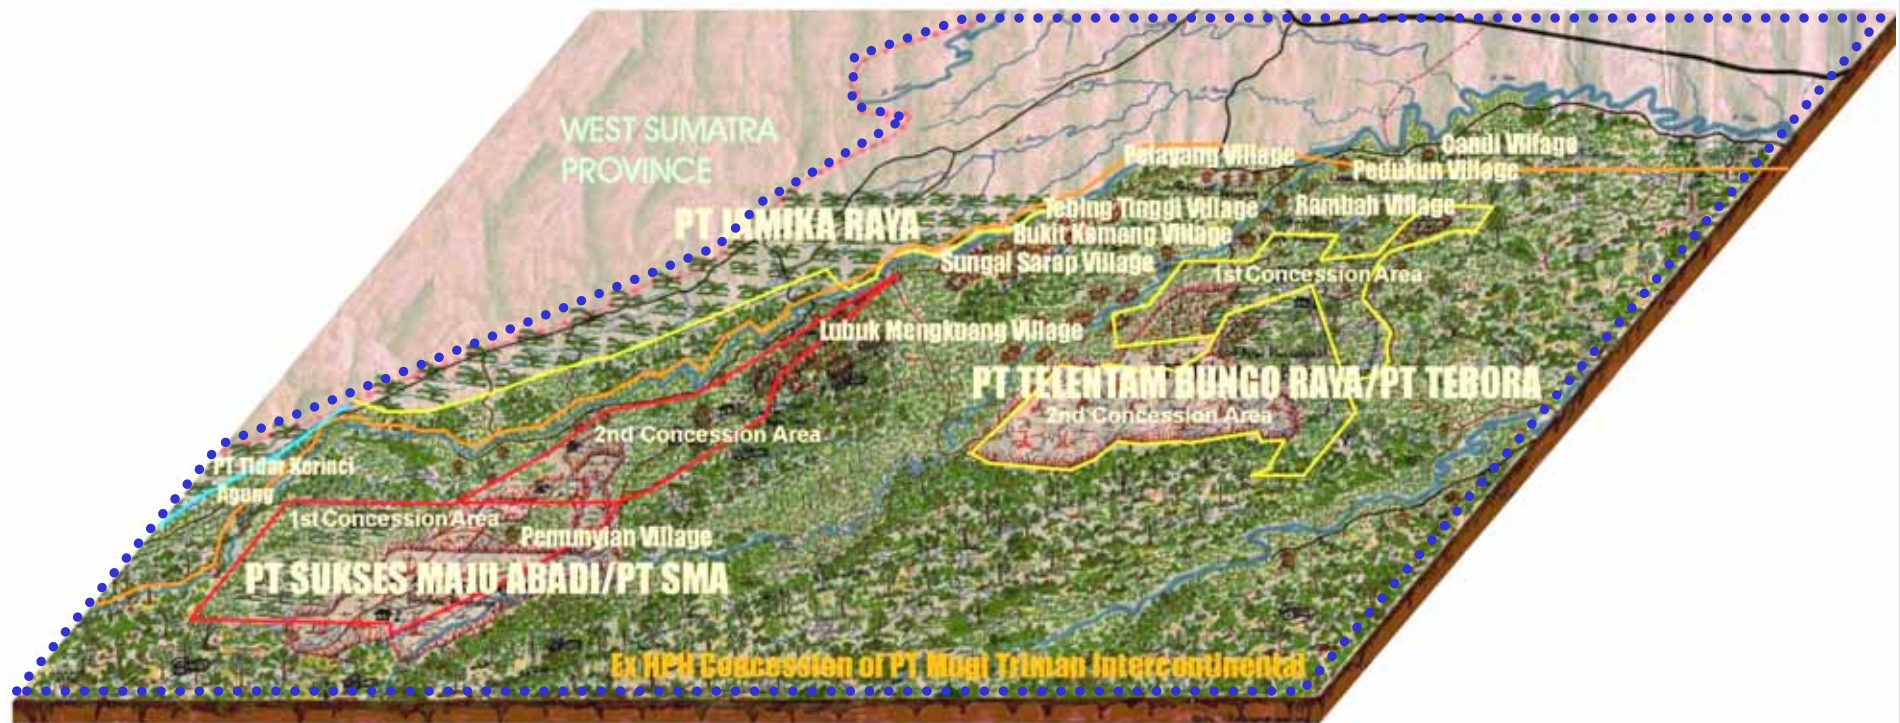 WEST SUMATRA
PROVINCE
PT JAMIKA RAYA
Pelayang Village
Candi Village
Pedukun Village
Tebing Tinggi Village
Rambah Village
Bukit Kemang Village
Sungai Sarap Village
1st Concession Area
Lubuk Mengkuang Village
PT TELENTAM BUNGO RAYA/PT TEBORA
2nd Concession Area
2nd Concession Area
PT Tidar Kerinci
Agung
1st Concession Area
Pemunyian Village
PT SUKSES MAJU ABADI/PT SMA
Ex HPH Concession of PT Mugi Triman Intercontinental